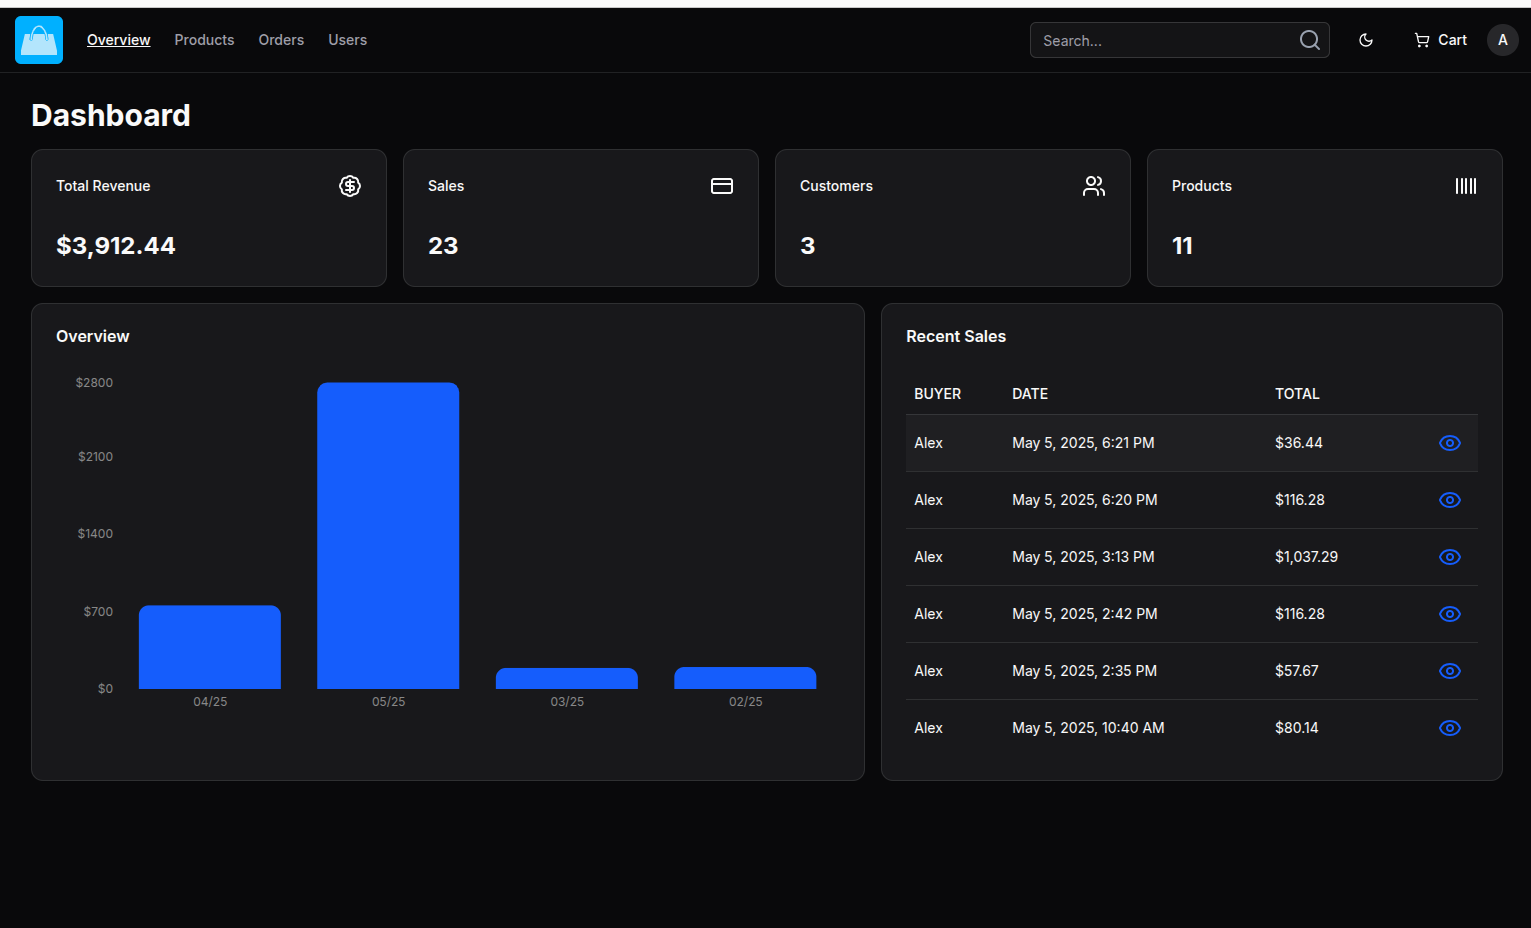 Overview Products Orders Users Search... Cart A
Dashboard
Total Revenue
$3,912.44
Sales
23
Customers
3
Products
11
Overview
$2800
$2100
$1400
$700
$0
04/25 05/25 03/25 02/25
Recent Sales
BUYER DATE TOTAL
Alex May 5, 2025, 6:21 PM $36.44
Alex May 5, 2025, 6:20 PM $116.28
Alex May 5, 2025, 3:13 PM $1,037.29
Alex May 5, 2025, 2:42 PM $116.28
Alex May 5, 2025, 2:35 PM $57.67
Alex May 5, 2025, 10:40 AM $80.14